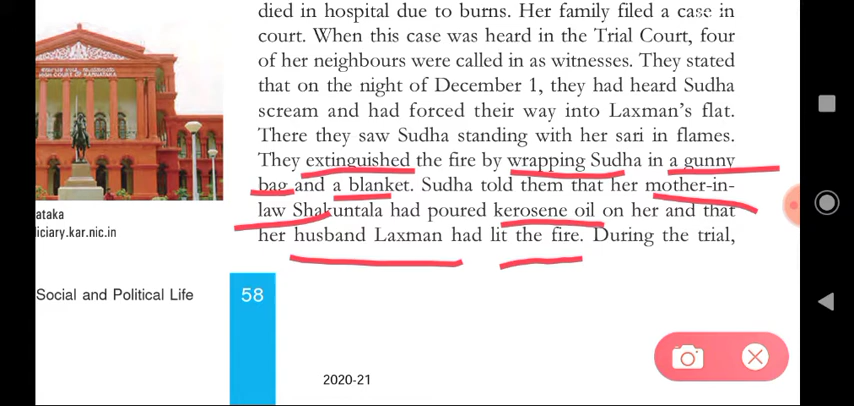 died in hospital due to burns. Her family filed a case in
court. When this case was heard in the Trial Court, four
of her neighbours were called in as witnesses. They stated
that on the night of December 1, they had heard Sudha
scream and had forced their way into Laxman's flat.
There they saw Sudha standing with her sari in flames.
They extinguished the fire by wrapping Sudha in a gunny
bag and a blanket. Sudha told them that her mother-in-
law Shakuntala had poured kerosene oil on her and that
her husband Laxman had lit the fire. During the trial,
ataka
iciary.kar.nic.in
Social and Political Life
58
2020-21